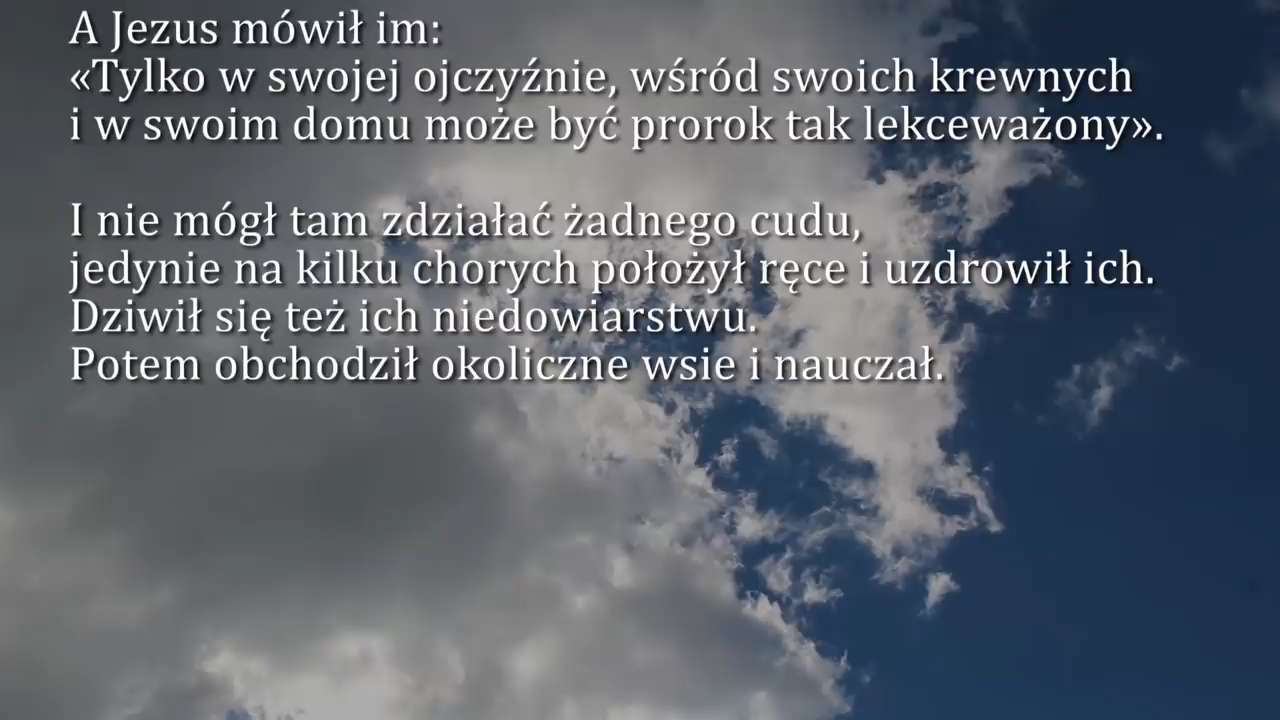 A Jezus mówił im:
«Tylko w swojej ojczyźnie, wśród swoich krewnych
i w swoim domu może być prorok tak lekceważony».
I nie mógł tam zdziałać żadnego cudu,
jedynie na kilku chorych położył ręce i uzdrowił ich.
Dziwił się też ich niedowiarstwu.
Potem obchodził okoliczne wsie i nauczał.